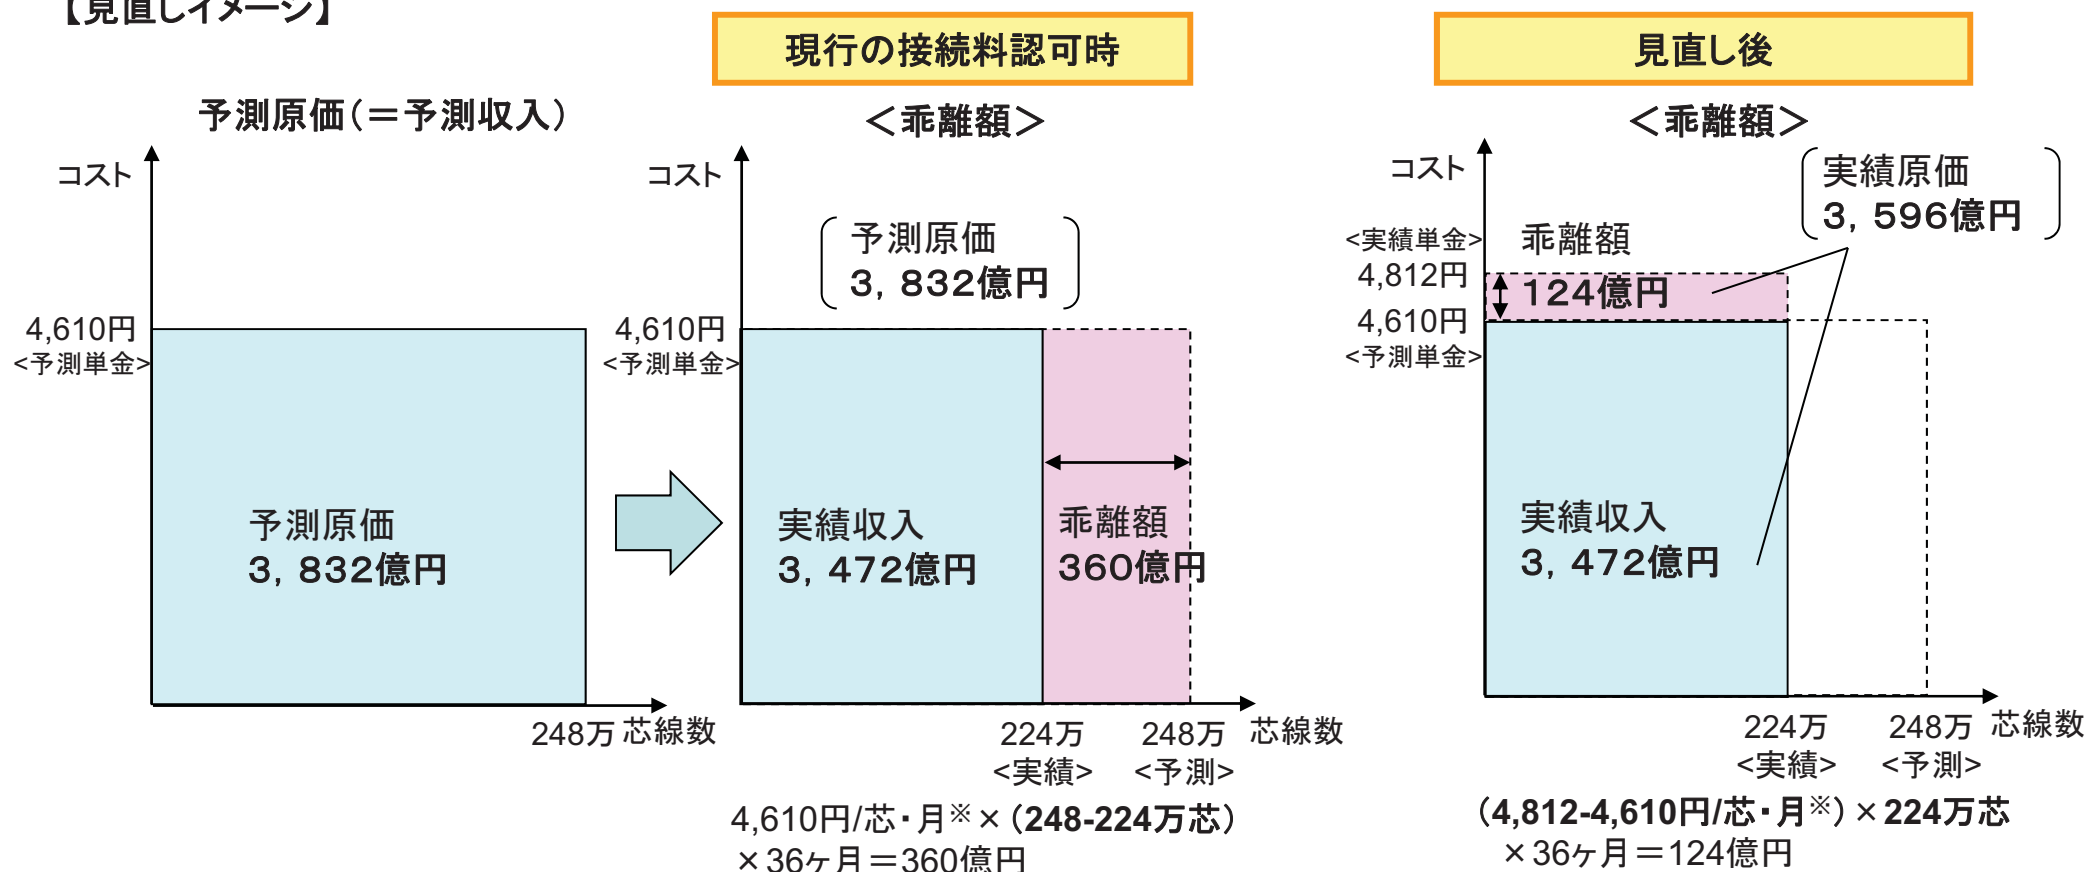 【見直しイメージ】
予測原価（＝予測収入）
コスト
4,610円
<予測単金>
予測原価
3，832億円
248万
芯線数
現行の接続料認可時
＜乖離額＞
コスト
予測原価
3，832億円
4,610円
<予測単金>
実績収入
3，472億円
乖離額
360億円
224万
<実績>
248万
<予測>
芯線数
4,610円/芯・月※×（248-224万芯）
×36ヶ月＝360億円
見直し後
＜乖離額＞
コスト
実績原価
3，596億円
<実績単金>
4,812円
乖離額
124億円
4,610円
<予測単金>
実績収入
3，472億円
224万
<実績>
248万
<予測>
芯線数
（4,812-4,610円/芯・月※）×224万芯
×36ヶ月＝124億円